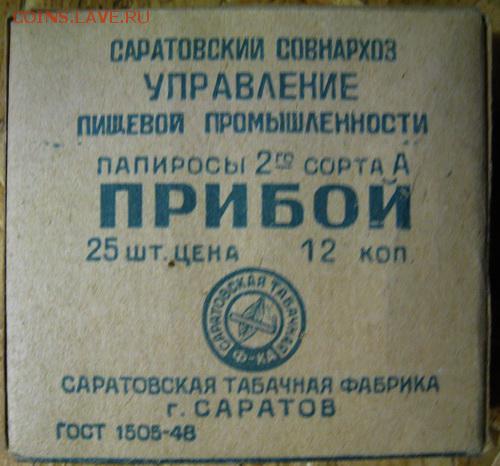 COINS.LAVE.RU
САРАТОВСКИЙ СОВНАРХОЗ
УПРАВЛЕНИЕ
ПИЩЕВОЙ ПРОМЫШЛЕННОСТИ
ПАПИРОСЫ 2го СОРТА А
ПРИБОЙ
25 ШТ. ЦЕНА 12 КОП.
САРАТОВСКАЯ ТАБАЧНАЯ
Ф-КА
САРАТОВСКАЯ ТАБАЧНАЯ ФАБРИКА
г. САРАТОВ
ГОСТ 1505-48